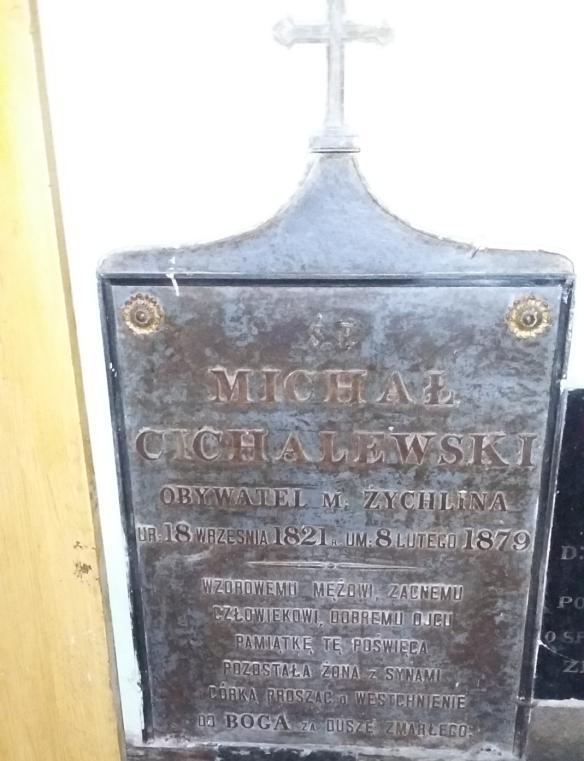 Ś. P.
MICHAŁ
CICHALEWSKI
OBYWATEL M. ŻYCHLINA
UR: 18 WRZEŚNIA 1821 R. UM: 8 LUTEGO 1879
WZOROWEMU MĘŻOWI, ZACNEMU
CZŁOWIEKOWI, DOBREMU OJCU
PAMIĄTKĘ TĘ POŚWIĘCA
POZOSTAŁA ŻONA Z SYNAMI
CÓRKĄ PROSZĄC O WESTCHNIENIE
DO BOGA ZA DUSZĘ ZMARŁEGO.
PO